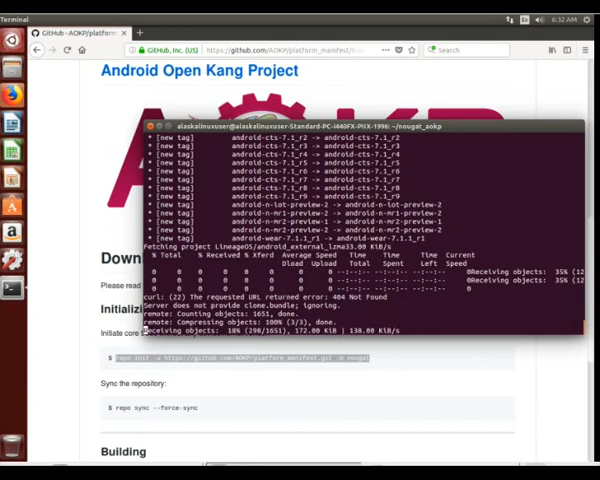 Terminal
En
6:32 AM
GitHub - AOKP/platform_m
GitHub, Inc. (US)
https://github.com/AOKP/platform_manifest/tre
Search
Android Open Kang Project
alaskalinuxuser@alaskalinuxuser-Standard-PC-i440FX-PIIX-1996: ~/nougat_aokp
* [new tag] android-cts-7.1_r2 -> android-cts-7.1_r2
* [new tag] android-cts-7.1_r3 -> android-cts-7.1_r3
* [new tag] android-cts-7.1_r4 -> android-cts-7.1_r4
* [new tag] android-cts-7.1_r5 -> android-cts-7.1_r5
* [new tag] android-cts-7.1_r6 -> android-cts-7.1_r6
* [new tag] android-cts-7.1_r7 -> android-cts-7.1_r7
* [new tag] android-cts-7.1_r8 -> android-cts-7.1_r8
* [new tag] android-cts-7.1_r9 -> android-cts-7.1_r9
* [new tag] android-n-iot-preview-2 -> android-n-iot-preview-2
* [new tag] android-n-mr1-preview-1 -> android-n-mr1-preview-1
* [new tag] android-n-mr1-preview-2 -> android-n-mr1-preview-2
* [new tag] android-n-mr2-preview-1 -> android-n-mr2-preview-1
* [new tag] android-n-mr2-preview-2 -> android-n-mr2-preview-2
* [new tag] android-wear-7.1.1_r1 -> android-wear-7.1.1_r1
Fetching project LineageOS/android_external_lzma33.00 KiB/s
% Total % Received % Xferd Average Speed Time Time Time Current
Dload Upload Total Spent Left Speed
0 0 0 0 0 0 0 0 --:--:-- --:--:-- --:--:-- 0Receiving objects: 35% (12
0 0 0 0 0 0 0 0 --:--:-- --:--:-- --:--:-- 0Receiving objects: 35% (12
0 0 0 0 0 0 0 0 --:--:-- --:--:-- --:--:-- 0
curl: (22) The requested URL returned error: 404 Not Found
Server does not provide clone.bundle; ignoring.
remote: Counting objects: 1651, done.
remote: Compressing objects: 100% (3/3), done.
Receiving objects: 18% (298/1651), 172.00 KiB | 138.00 KiB/s
Down
Please read
Initializi
Initiate core t
$ repo init -u https://github.com/AOKP/platform_manifest.git -b nougat
Sync the repository:
$ repo sync --force-sync
Building